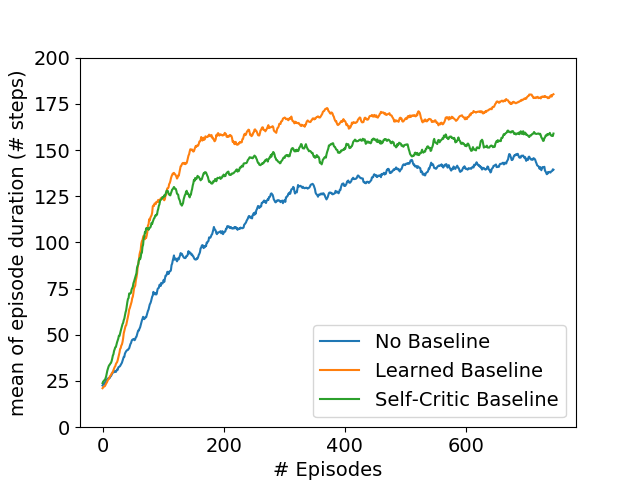 200
175
150
125
100
75
50
25
0
mean of episode duration (# steps)
No Baseline
Learned Baseline
Self-Critic Baseline
0 200 400 600
# Episodes